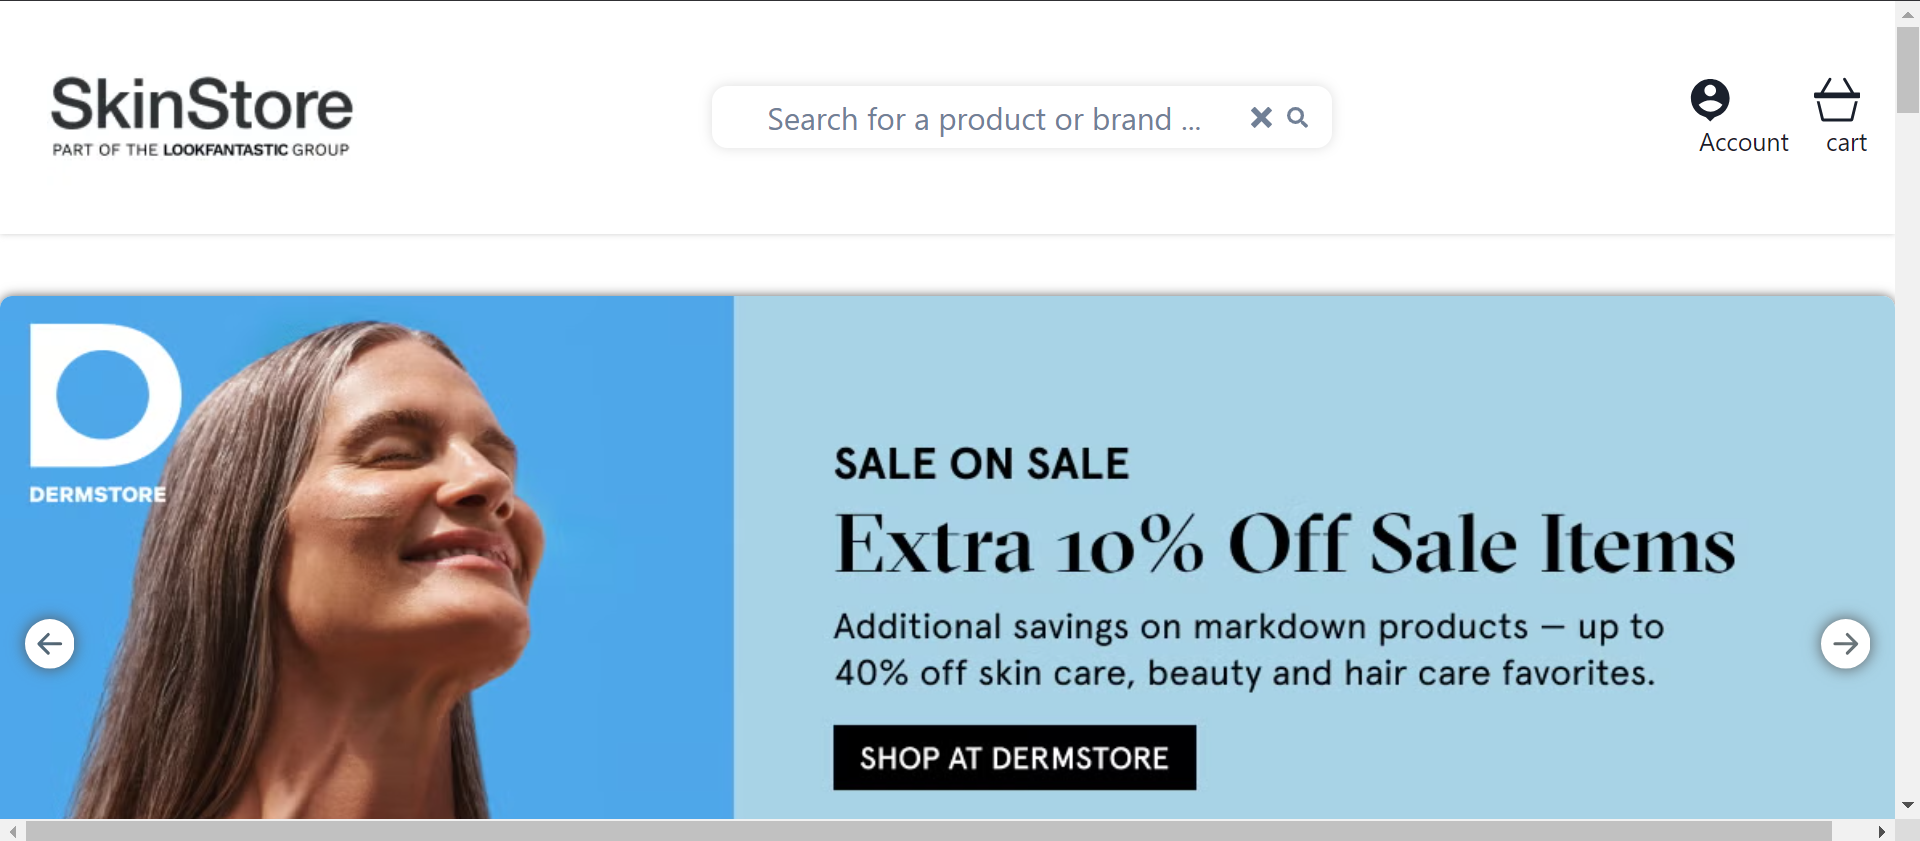 SkinStore
PART OF THE LOOKFANTASTIC GROUP
Search for a product or brand ...
Account
cart
DERMSTORE
SALE ON SALE
Extra 10% Off Sale Items
Additional savings on markdown products – up to
40% off skin care, beauty and hair care favorites.
SHOP AT DERMSTORE